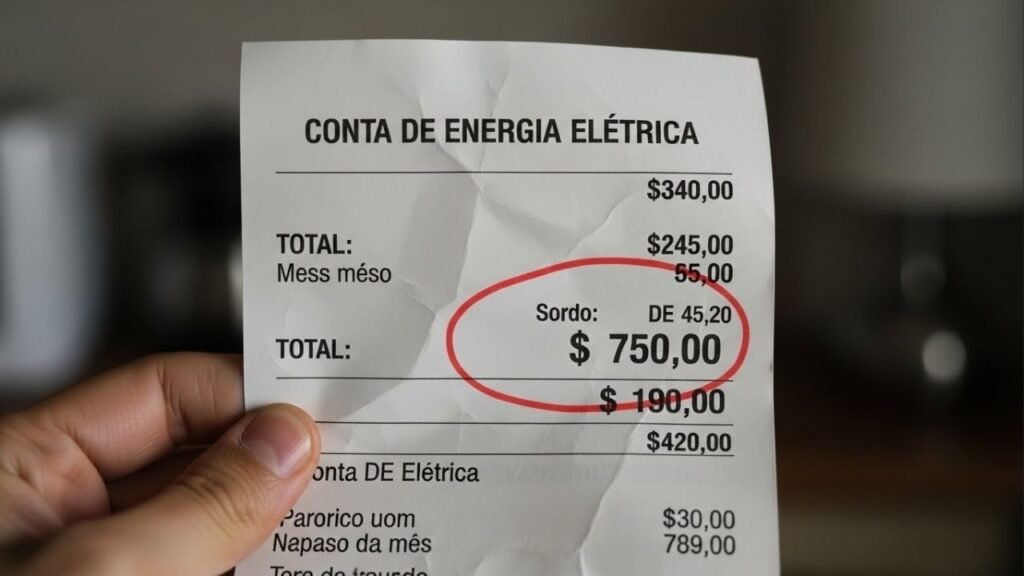 CONTA DE ENERGIA ELÉTRICA
$340,00
TOTAL: $245,00
Mess méso 55,00
Sordo: DE 45,20
TOTAL: $ 750,00
$ 190,00
$420,00
onta DE Elétrica
Parorico uom $30,00
Napaso da mês 789,00